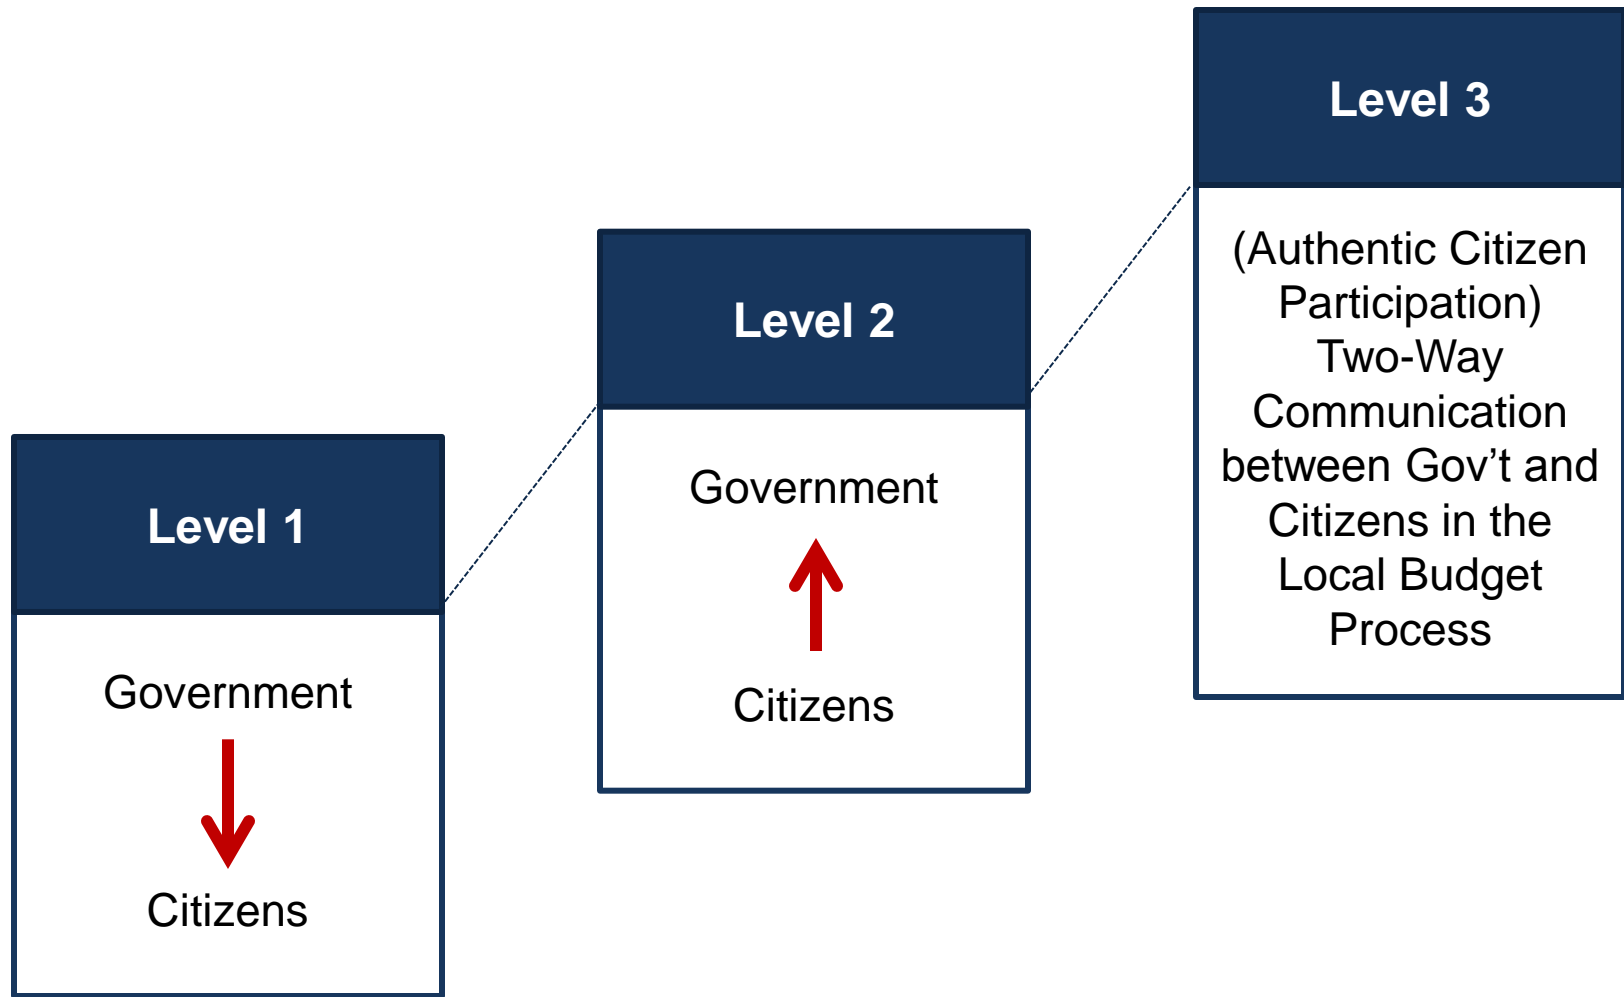 Level 1
Government
Citizens
Level 2
Government
Citizens
Level 3
(Authentic Citizen
Participation)
Two-Way
Communication
between Gov’t and
Citizens in the
Local Budget
Process